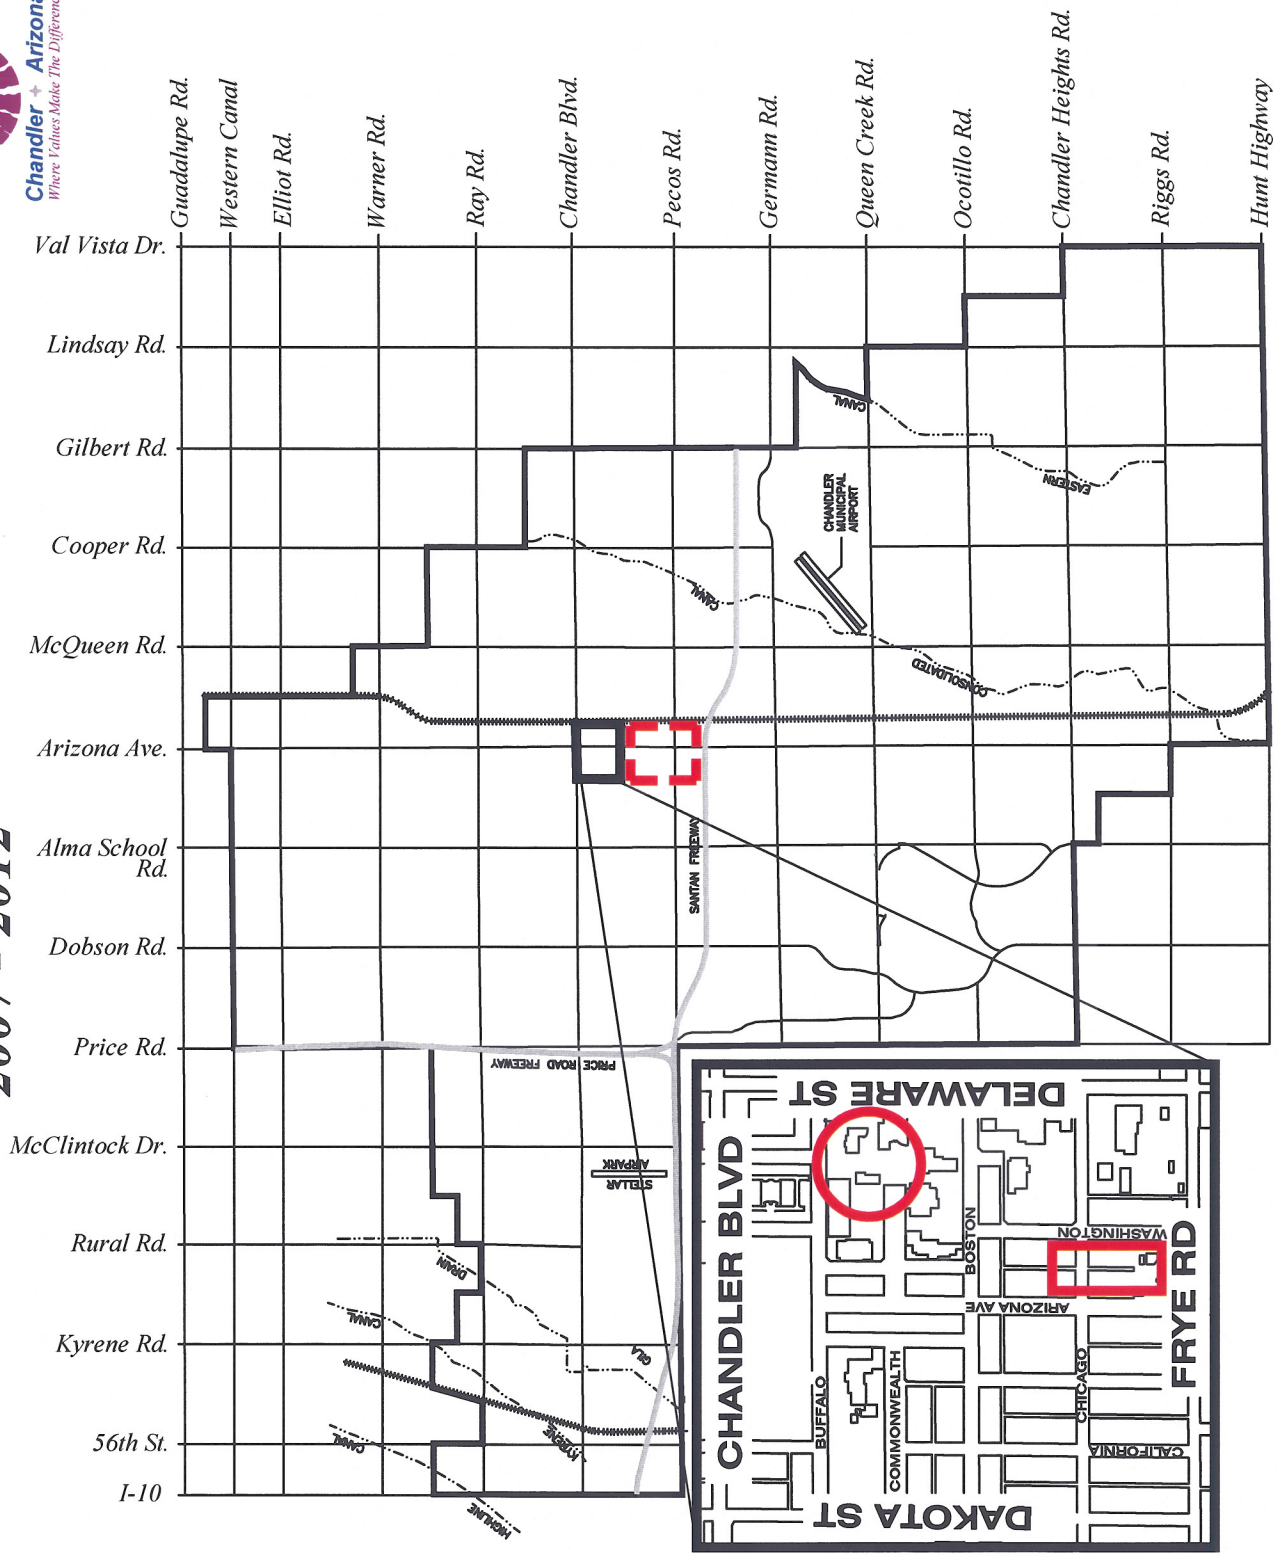 Chandler + Arizona
Where Values Make The Difference
2007 - 2012
Guadalupe Rd.
Western Canal
Elliot Rd.
Warner Rd.
Ray Rd.
Chandler Blvd.
Pecos Rd.
Germann Rd.
Queen Creek Rd.
Ocotillo Rd.
Chandler Heights Rd.
Riggs Rd.
Hunt Highway
Val Vista Dr.
Lindsay Rd.
Gilbert Rd.
Cooper Rd.
McQueen Rd.
Arizona Ave.
Alma School
Rd.
Dobson Rd.
Price Rd.
McClintock Dr.
Rural Rd.
Kyrene Rd.
56th St.
I-10
CANAL
EASTERN
CHANDLER
MUNICIPAL
AIRPORT
CANAL
CONSOLIDATED
SANTAN FREEWAY
PRICE ROAD FREEWAY
STELLAR
AIRPARK
DRAIN
CANAL
GILA
KYRENE
CANAL
HIGHLINE
DELAWARE ST
CHANDLER BLVD
BOSTON
WASHINGTON
ARIZONA AVE
FRYE RD
BUFFALO
COMMONWEALTH
CHICAGO
CALIFORNIA
DAKOTA ST